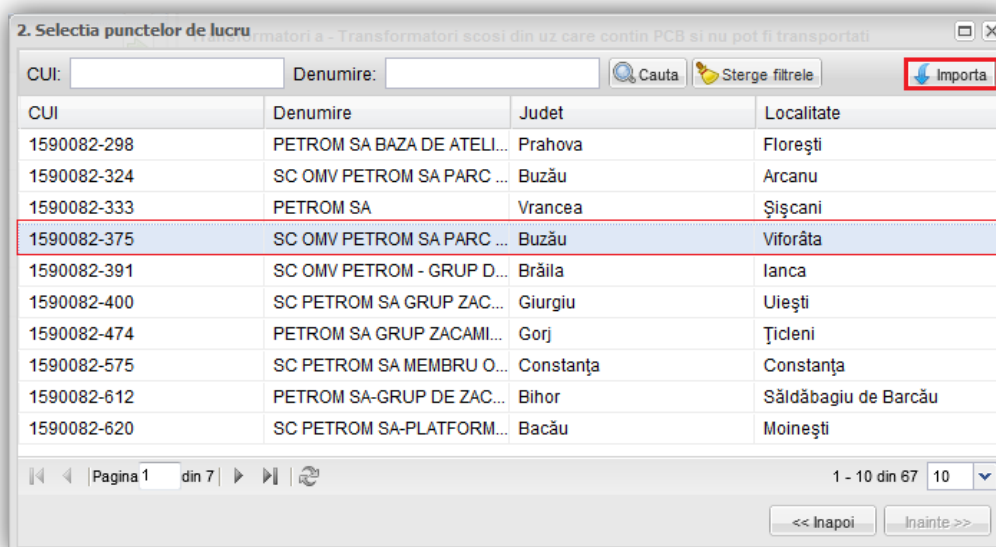 2. Selectia punctelor de lucru
Transformatori a - Transformatori scosi din uz care contin PCB si nu pot fi transportati
CUI: Denumire: Cauta Sterge filtrele Importa
CUI Denumire Judet Localitate
1590082-298 PETROM SA BAZA DE ATELI... Prahova Floreşti
1590082-324 SC OMV PETROM SA PARC ... Buzău Arcanu
1590082-333 PETROM SA Vrancea Şişcani
1590082-375 SC OMV PETROM SA PARC ... Buzău Viforâta
1590082-391 SC OMV PETROM - GRUP D... Brăila Ianca
1590082-400 SC PETROM SA GRUP ZAC... Giurgiu Uieşti
1590082-474 PETROM SA GRUP ZACAMI... Gorj Ţicleni
1590082-575 SC PETROM SA MEMBRU O... Constanţa Constanţa
1590082-612 PETROM SA-GRUP DE ZAC... Bihor Săldăbagiu de Barcău
1590082-620 SC PETROM SA-PLATFORM... Bacău Moineşti
Pagina 1 din 7 1 - 10 din 67 10
<< Inapoi Inainte >>